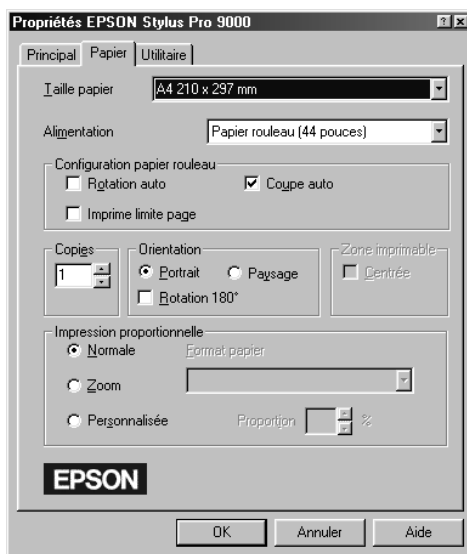 Propriétés EPSON Stylus Pro 9000
Principal Papier Utilitaire
Taille papier A4 210 x 297 mm
Alimentation Papier rouleau (44 pouces)
Configuration papier rouleau
Rotation auto Coupe auto
Imprime limite page
Copies Orientation Zone imprimable
1 Portrait Paysage Centrée
Rotation 180°
Impression proportionnelle
Normale Format papier
Zoom
Personnalisée Proportion %
EPSON
OK Annuler Aide